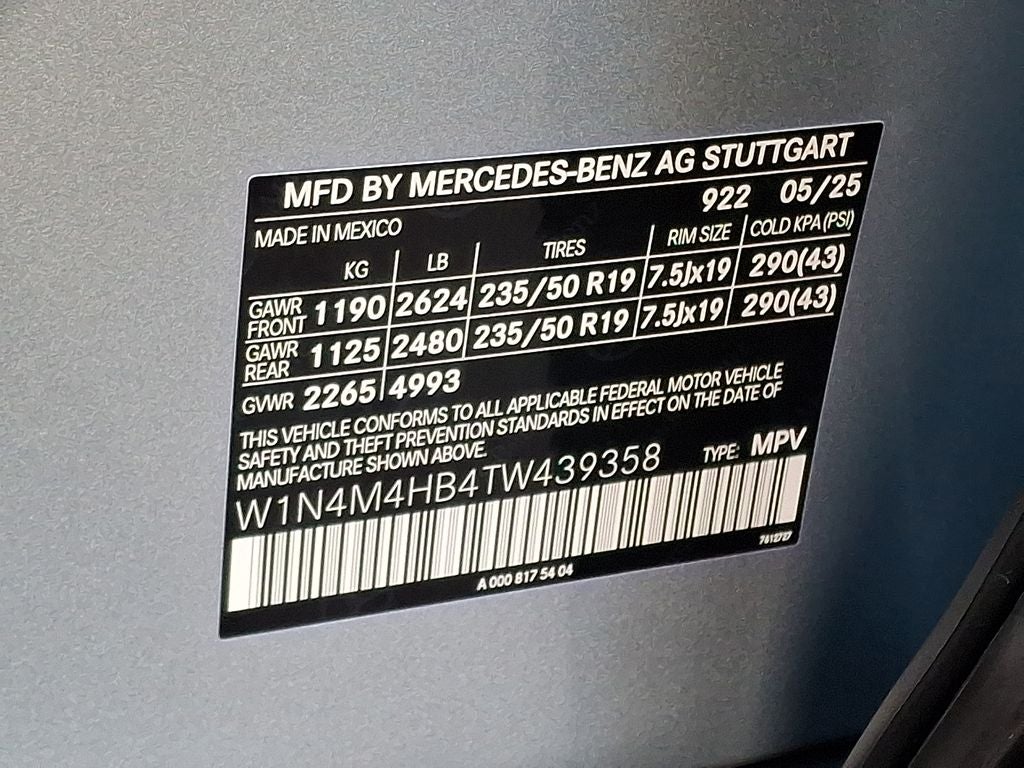 MFD BY MERCEDES-BENZ AG STUTTGART
922 05/25
MADE IN MEXICO
KG LB TIRES RIM SIZE COLD KPA (PSI)
GAWR FRONT 1190 2624 235/50 R19 7.5Jx19 290(43)
GAWR REAR 1125 2480 235/50 R19 7.5Jx19 290(43)
GVWR 2265 4993
THIS VEHICLE CONFORMS TO ALL APPLICABLE FEDERAL MOTOR VEHICLE
SAFETY AND THEFT PREVENTION STANDARDS IN EFFECT ON THE DATE OF
MANUFACTURE SHOWN ABOVE.
W1N4M4HB4TW439358 TYPE: MPV
A 000 817 54 04